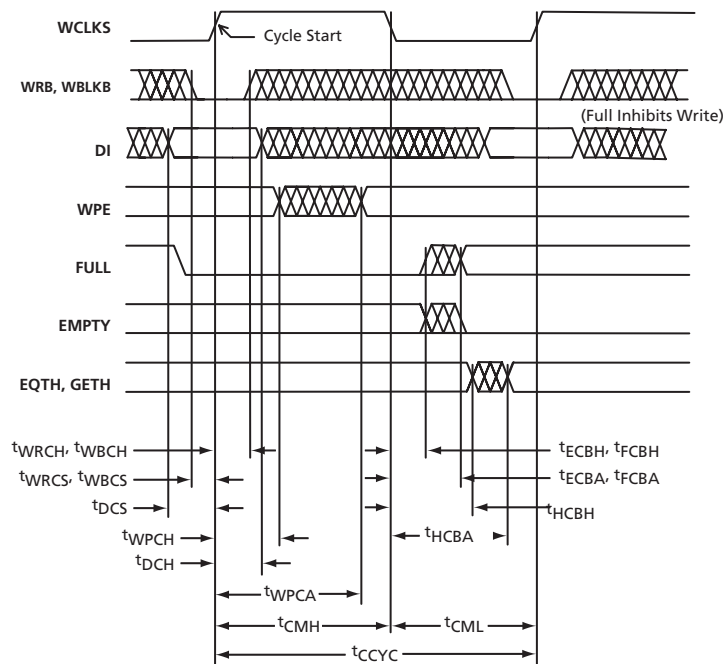 WCLKS
Cycle Start
WRB, WBLKB
(Full Inhibits Write)
DI
WPE
FULL
EMPTY
EQTH, GETH
tWRCH, tWBCH
tECBH, tFCBH
tWRCS, tWBCS
tECBA, tFCBA
tDCS
tHCBH
tWPCH
tHCBA
tDCH
tWPCA
tCMH
tCML
tCCYC